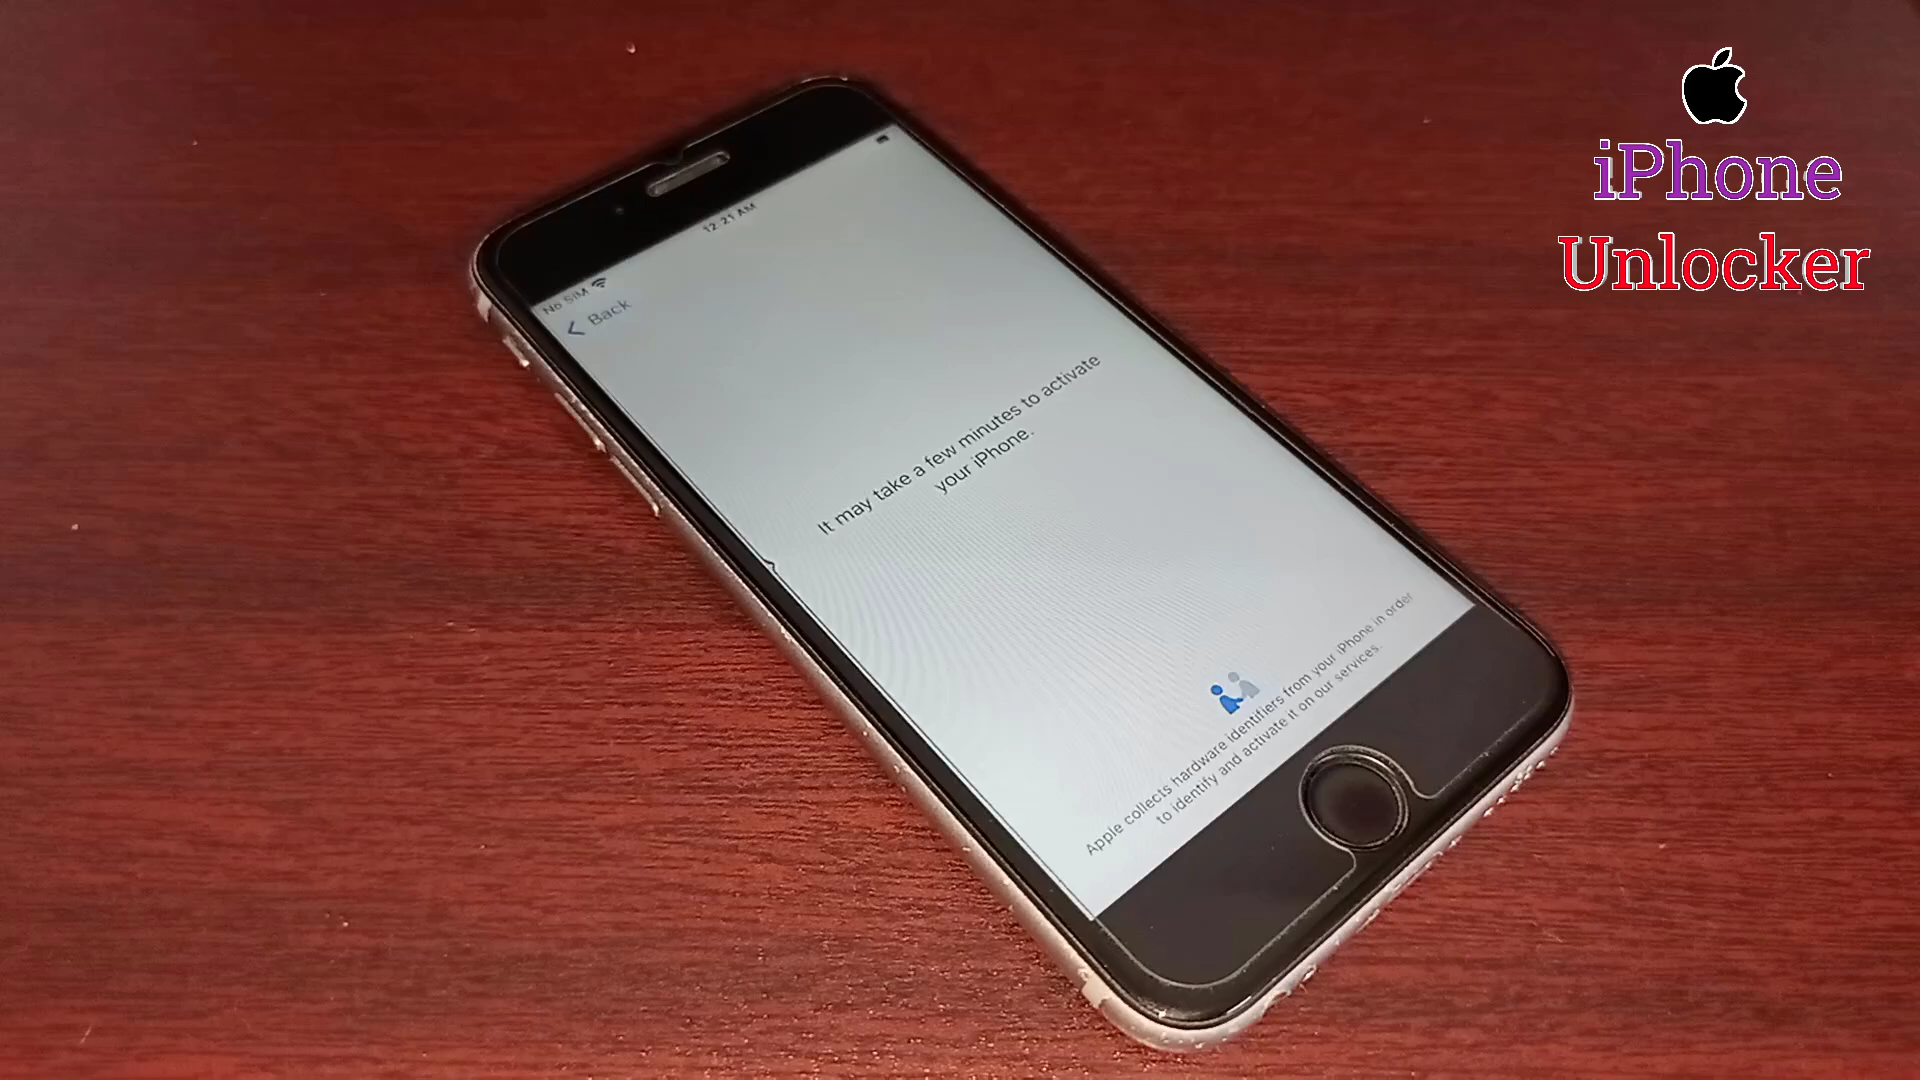 iPhone
Unlocker
12:21 AM
No SIM
Back
It may take a few minutes to activate
your iPhone.
Apple collects hardware identifiers from your iPhone in order
to identify and activate it on our services.